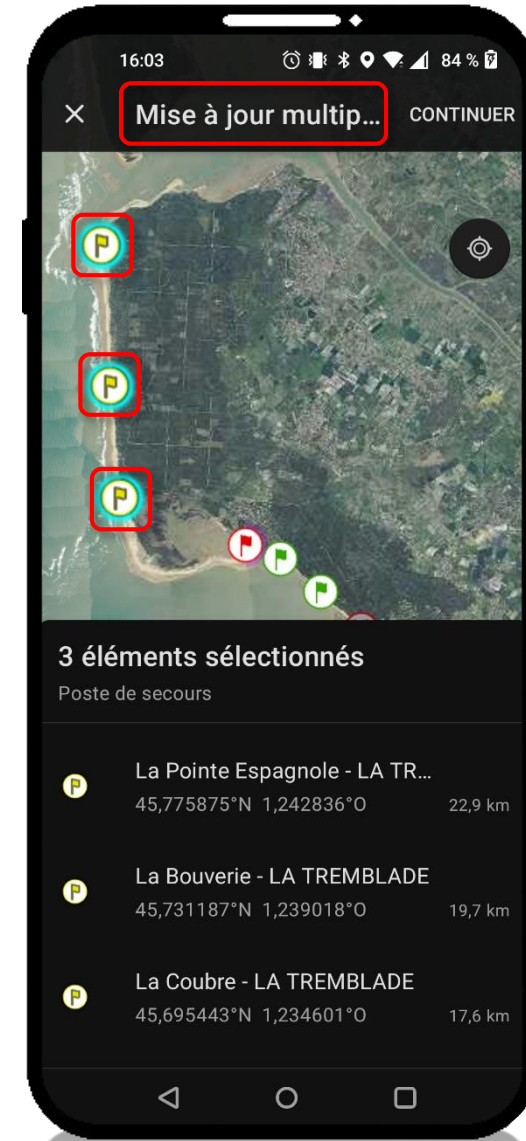 16:03 84 %
Mise à jour multip... CONTINUER
3 éléments sélectionnés
Poste de secours
La Pointe Espagnole - LA TR...
45,775875°N 1,242836°O 22,9 km
La Bouverie - LA TREMBLADE
45,731187°N 1,239018°O 19,7 km
La Coubre - LA TREMBLADE
45,695443°N 1,234601°O 17,6 km